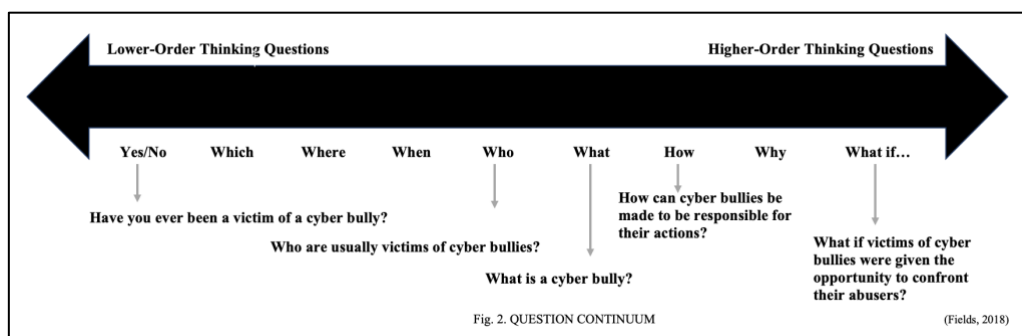 Lower-Order Thinking Questions
Higher-Order Thinking Questions
Yes/No Which Where When Who What How Why What if...
Have you ever been a victim of a cyber bully?
Who are usually victims of cyber bullies?
What is a cyber bully?
How can cyber bullies be
made to be responsible for
their actions?
What if victims of cyber
bullies were given the
opportunity to confront
their abusers?
Fig. 2. QUESTION CONTINUUM
(Fields, 2018)